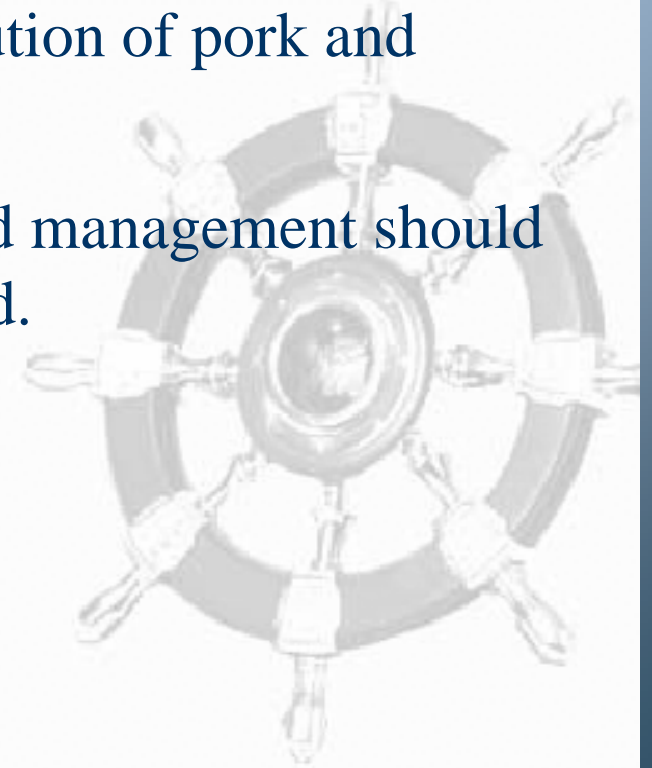 ution of pork and
d management should
d.